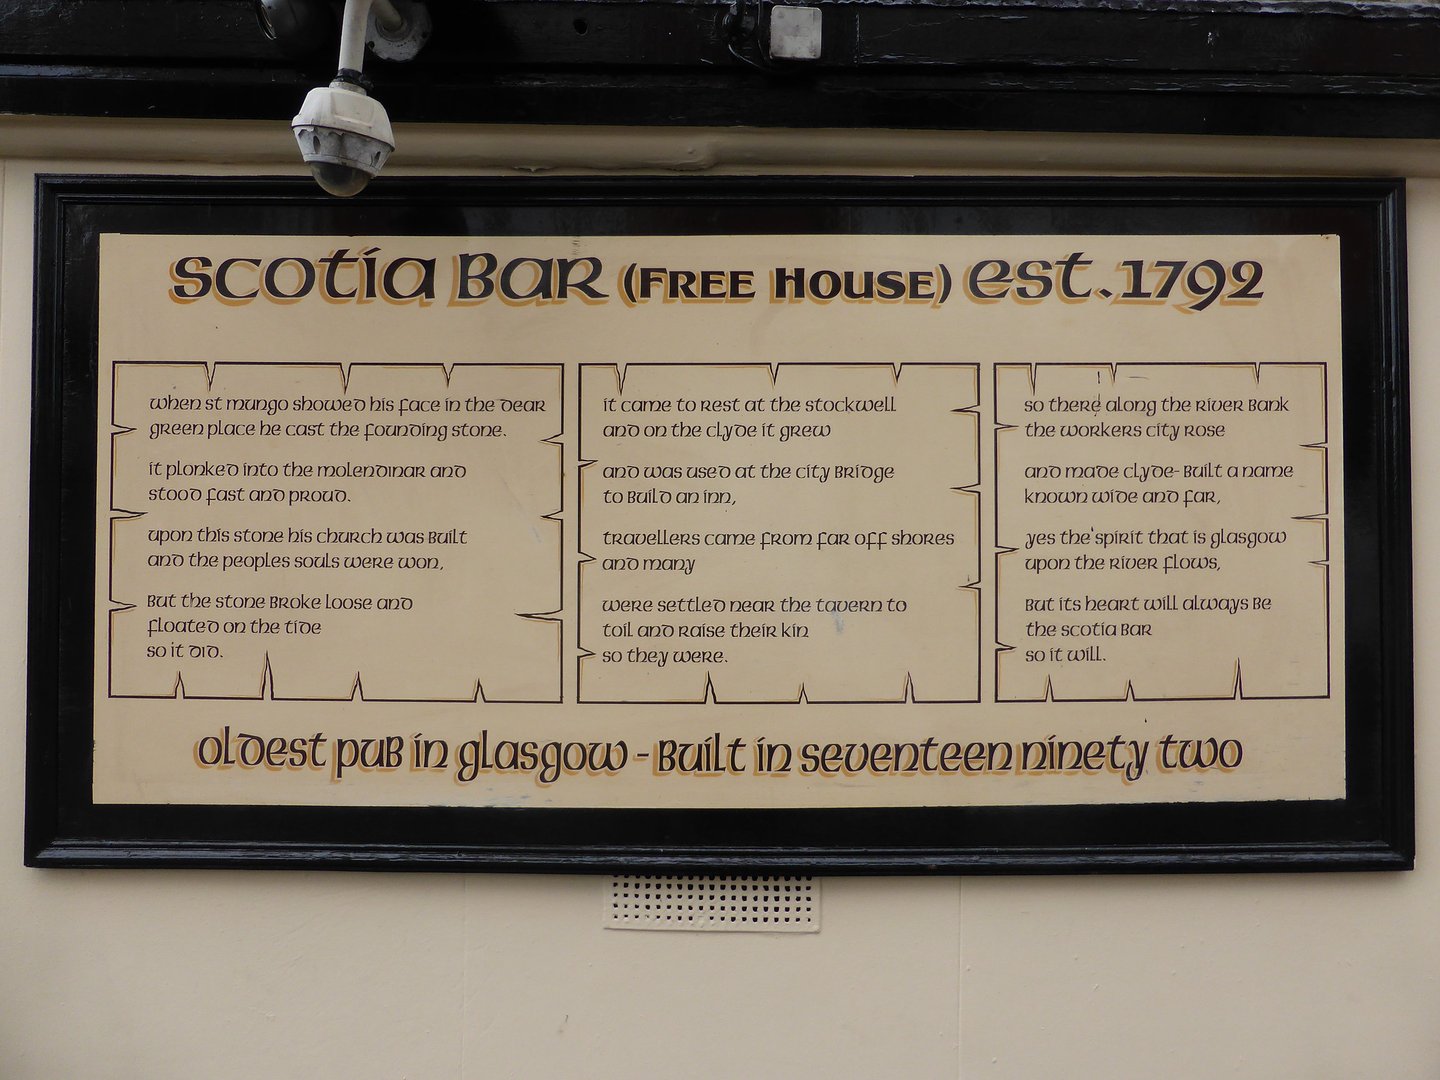 Scotia Bar (Free House) est. 1792
when st mungo showed his face in the dear
green place he cast the founding stone.
it plonked into the molendinar and
stood fast and proud.
upon this stone his church was built
and the peoples souls were won,
But the stone Broke loose and
floated on the tide
so it did.
it came to rest at the stockwell
and on the clyde it grew
and was used at the city Bridge
to Build an inn,
travellers came from far off shores
and many
were settled near the tavern to
toil and raise their kin
so they were.
so there along the river Bank
the workers city rose
and made clyde-Built a name
known wide and far,
yes the spirit that is glasgow
upon the river flows,
But its heart will always Be
the scotia Bar
so it will.
oldest pub in glasgow - Built in seventeen ninety two